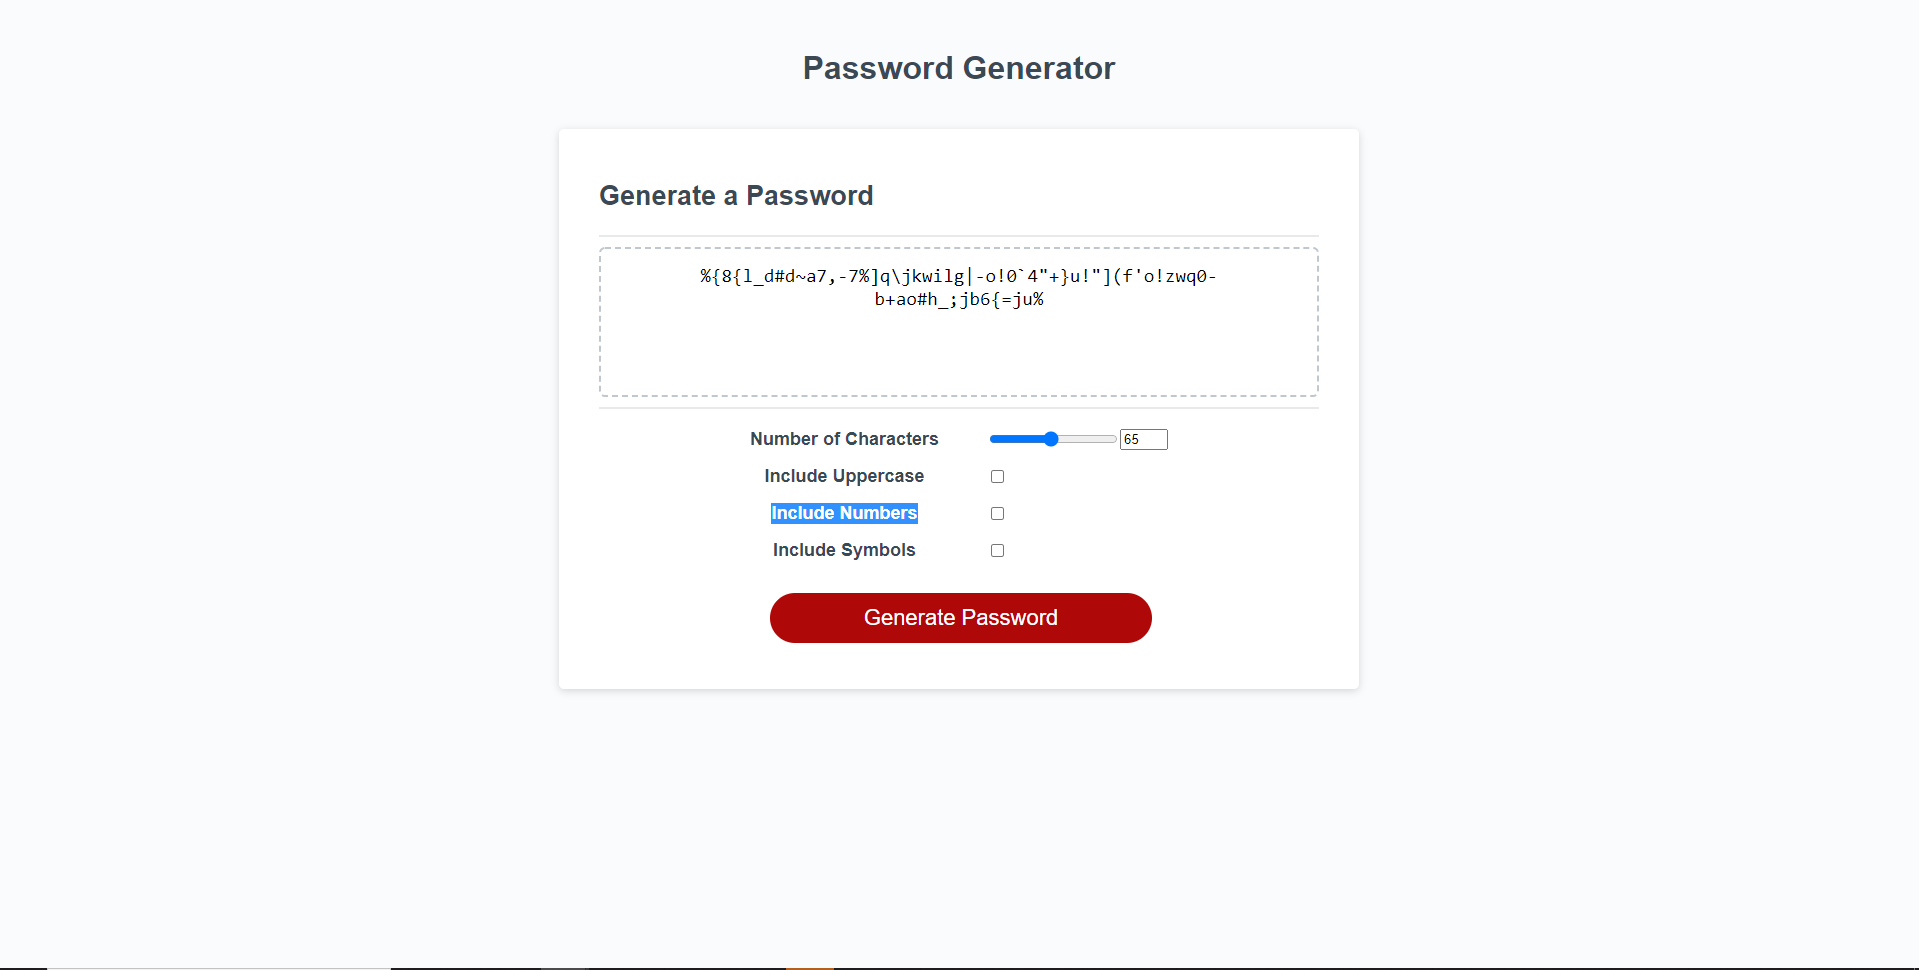 Password Generator
Generate a Password
%{8{l_d#d~a7,-7%]q\jkwilg|-o!0`4"+}u!"](f'o!zwq0-
b+ao#h_;jb6{=ju%
Number of Characters 65
Include Uppercase
Include Numbers
Include Symbols
Generate Password